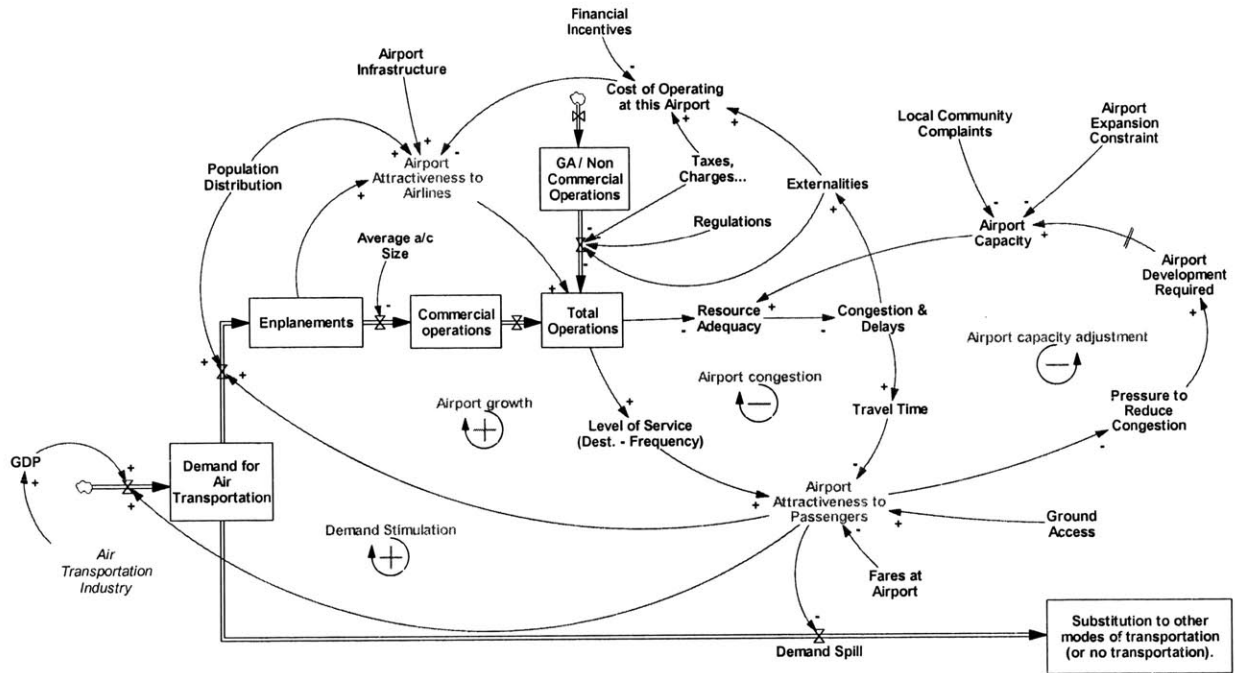 Financial
Incentives
Airport
Infrastructure
Cost of Operating
at this Airport
Local Community
Complaints
Airport
Expansion
Constraint
Population
Distribution
Airport
Attractiveness to
Airlines
GA / Non
Commercial
Operations
Taxes,
Charges...
Externalities
Regulations
Airport
Capacity
Average a/c
Size
Airport
Development
Required
Enplanements
Commercial
operations
Total
Operations
Resource
Adequacy
Congestion &
Delays
Airport capacity adjustment
Airport growth
Airport congestion
Level of Service
(Dest. - Frequency)
Travel Time
Pressure to
Reduce
Congestion
GDP
Demand for
Air
Transportation
Airport
Attractiveness to
Passengers
Ground
Access
Demand Stimulation
Air
Transportation
Industry
Fares at
Airport
Demand Spill
Substitution to other
modes of transportation
(or no transportation).